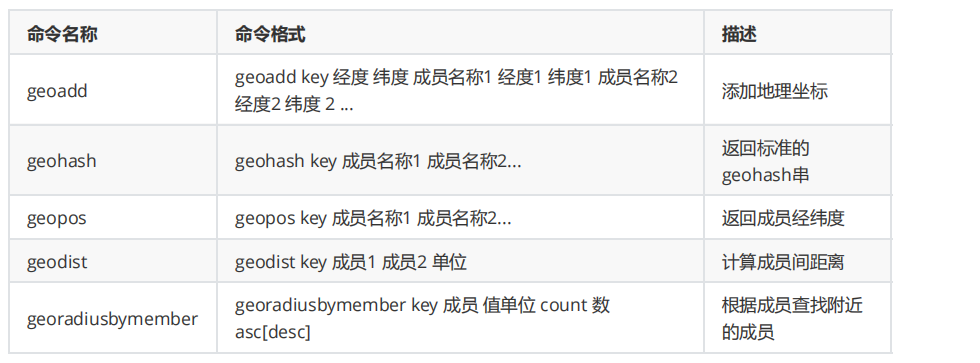 命令名称 命令格式 描述
geoadd geoadd key 经度 纬度 成员名称1 经度1 纬度1 成员名称2 添加地理坐标
经度2 纬度 2 ...
geohash geohash key 成员名称1 成员名称2... 返回标准的
geohash串
geopos geopos key 成员名称1 成员名称2... 返回成员经纬度
geodist geodist key 成员1 成员2 单位 计算成员间距离
georadiusbymember georadiusbymember key 成员 值单位 count 数 根据成员查找附近
asc[desc] 的成员